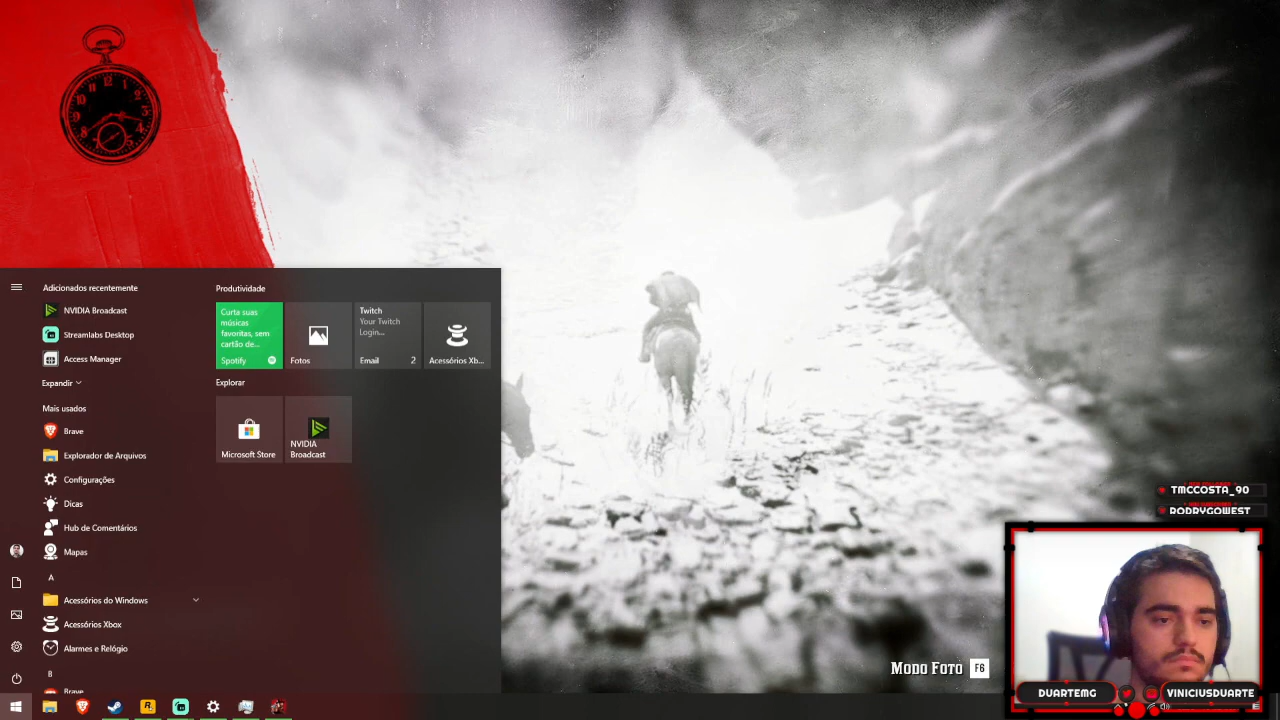 Adicionados recentemente
NVIDIA Broadcast
Streamlabs Desktop
Access Manager
Expandir
Mais usados
Brave
Explorador de Arquivos
Configurações
Dicas
Hub de Comentários
Mapas
A
Acessórios do Windows
Acessórios Xbox
Alarmes e Relógio
B
Brave
Produtividade
Curta suas
músicas
favoritas, sem
cartão de...
Spotify
Fotos
Twitch
Your Twitch
Login...
Email 2
Acessórios Xb...
Explorar
Microsoft Store
NVIDIA
Broadcast
TMCCOSTA_90
RODRYGOWEST
Modo Foto F6
DUARTEMG
VINICIUSDUARTE